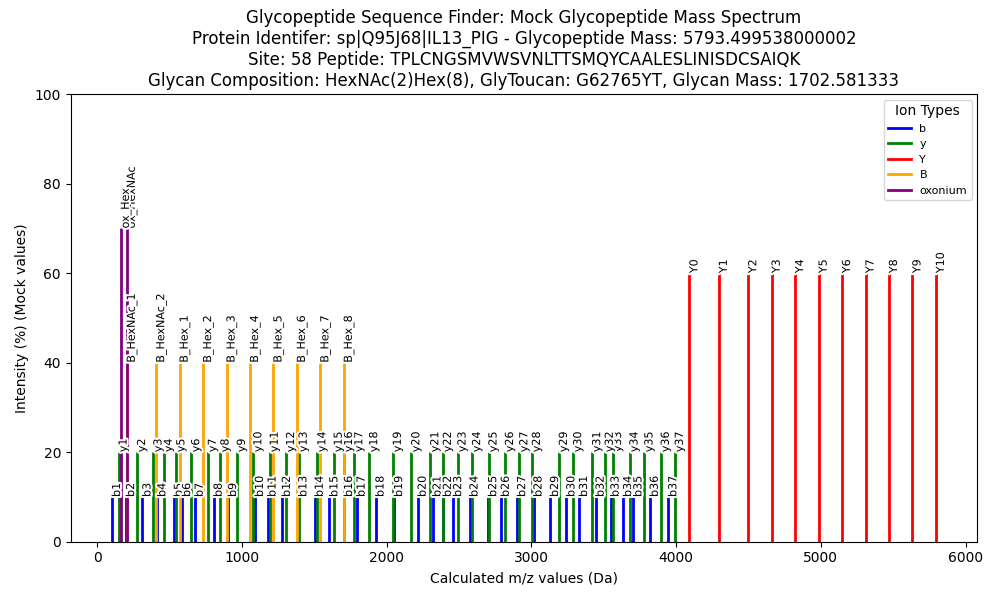 Glycopeptide Sequence Finder: Mock Glycopeptide Mass Spectrum
Protein Identifer: sp|Q95J68|IL13_PIG - Glycopeptide Mass: 5793.499538000002
Site: 58 Peptide: TPLCNGSMVWSVNLTTSMQYCAALESLINISDCSAIQK
Glycan Composition: HexNAc(2)Hex(8), GlyToucan: G62765YT, Glycan Mass: 1702.581333
Intensity (%) (Mock values)
100
80
60
40
20
0
Ion Types
b
y
Y
B
oxonium
ox_Hex
ox_HexNAc
Y0 Y1 Y2 Y3 Y4 Y5 Y6 Y7 Y8 Y9 Y10
B_HexNAc_1 B_HexNAc_2 B_Hex_1 B_Hex_2 B_Hex_3 B_Hex_4 B_Hex_5 B_Hex_6 B_Hex_7 B_Hex_8
y1 y2 y3 y4 y5 y6 y7 y8 y9 y10 y11 y12 y13 y14 y15 y16 y17 y18 y19 y20 y21 y22 y23 y24 y25 y26 y27 y28 y29 y30 y31 y32 y33 y34 y35 y36 y37
b1 b2 b3 b4 b5 b6 b7 b8 b9 b10 b11 b12 b13 b14 b15 b16 b17 b18 b19 b20 b21 b22 b23 b24 b25 b26 b27 b28 b29 b30 b31 b32 b33 b34 b35 b36 b37
0 1000 2000 3000 4000 5000 6000
Calculated m/z values (Da)